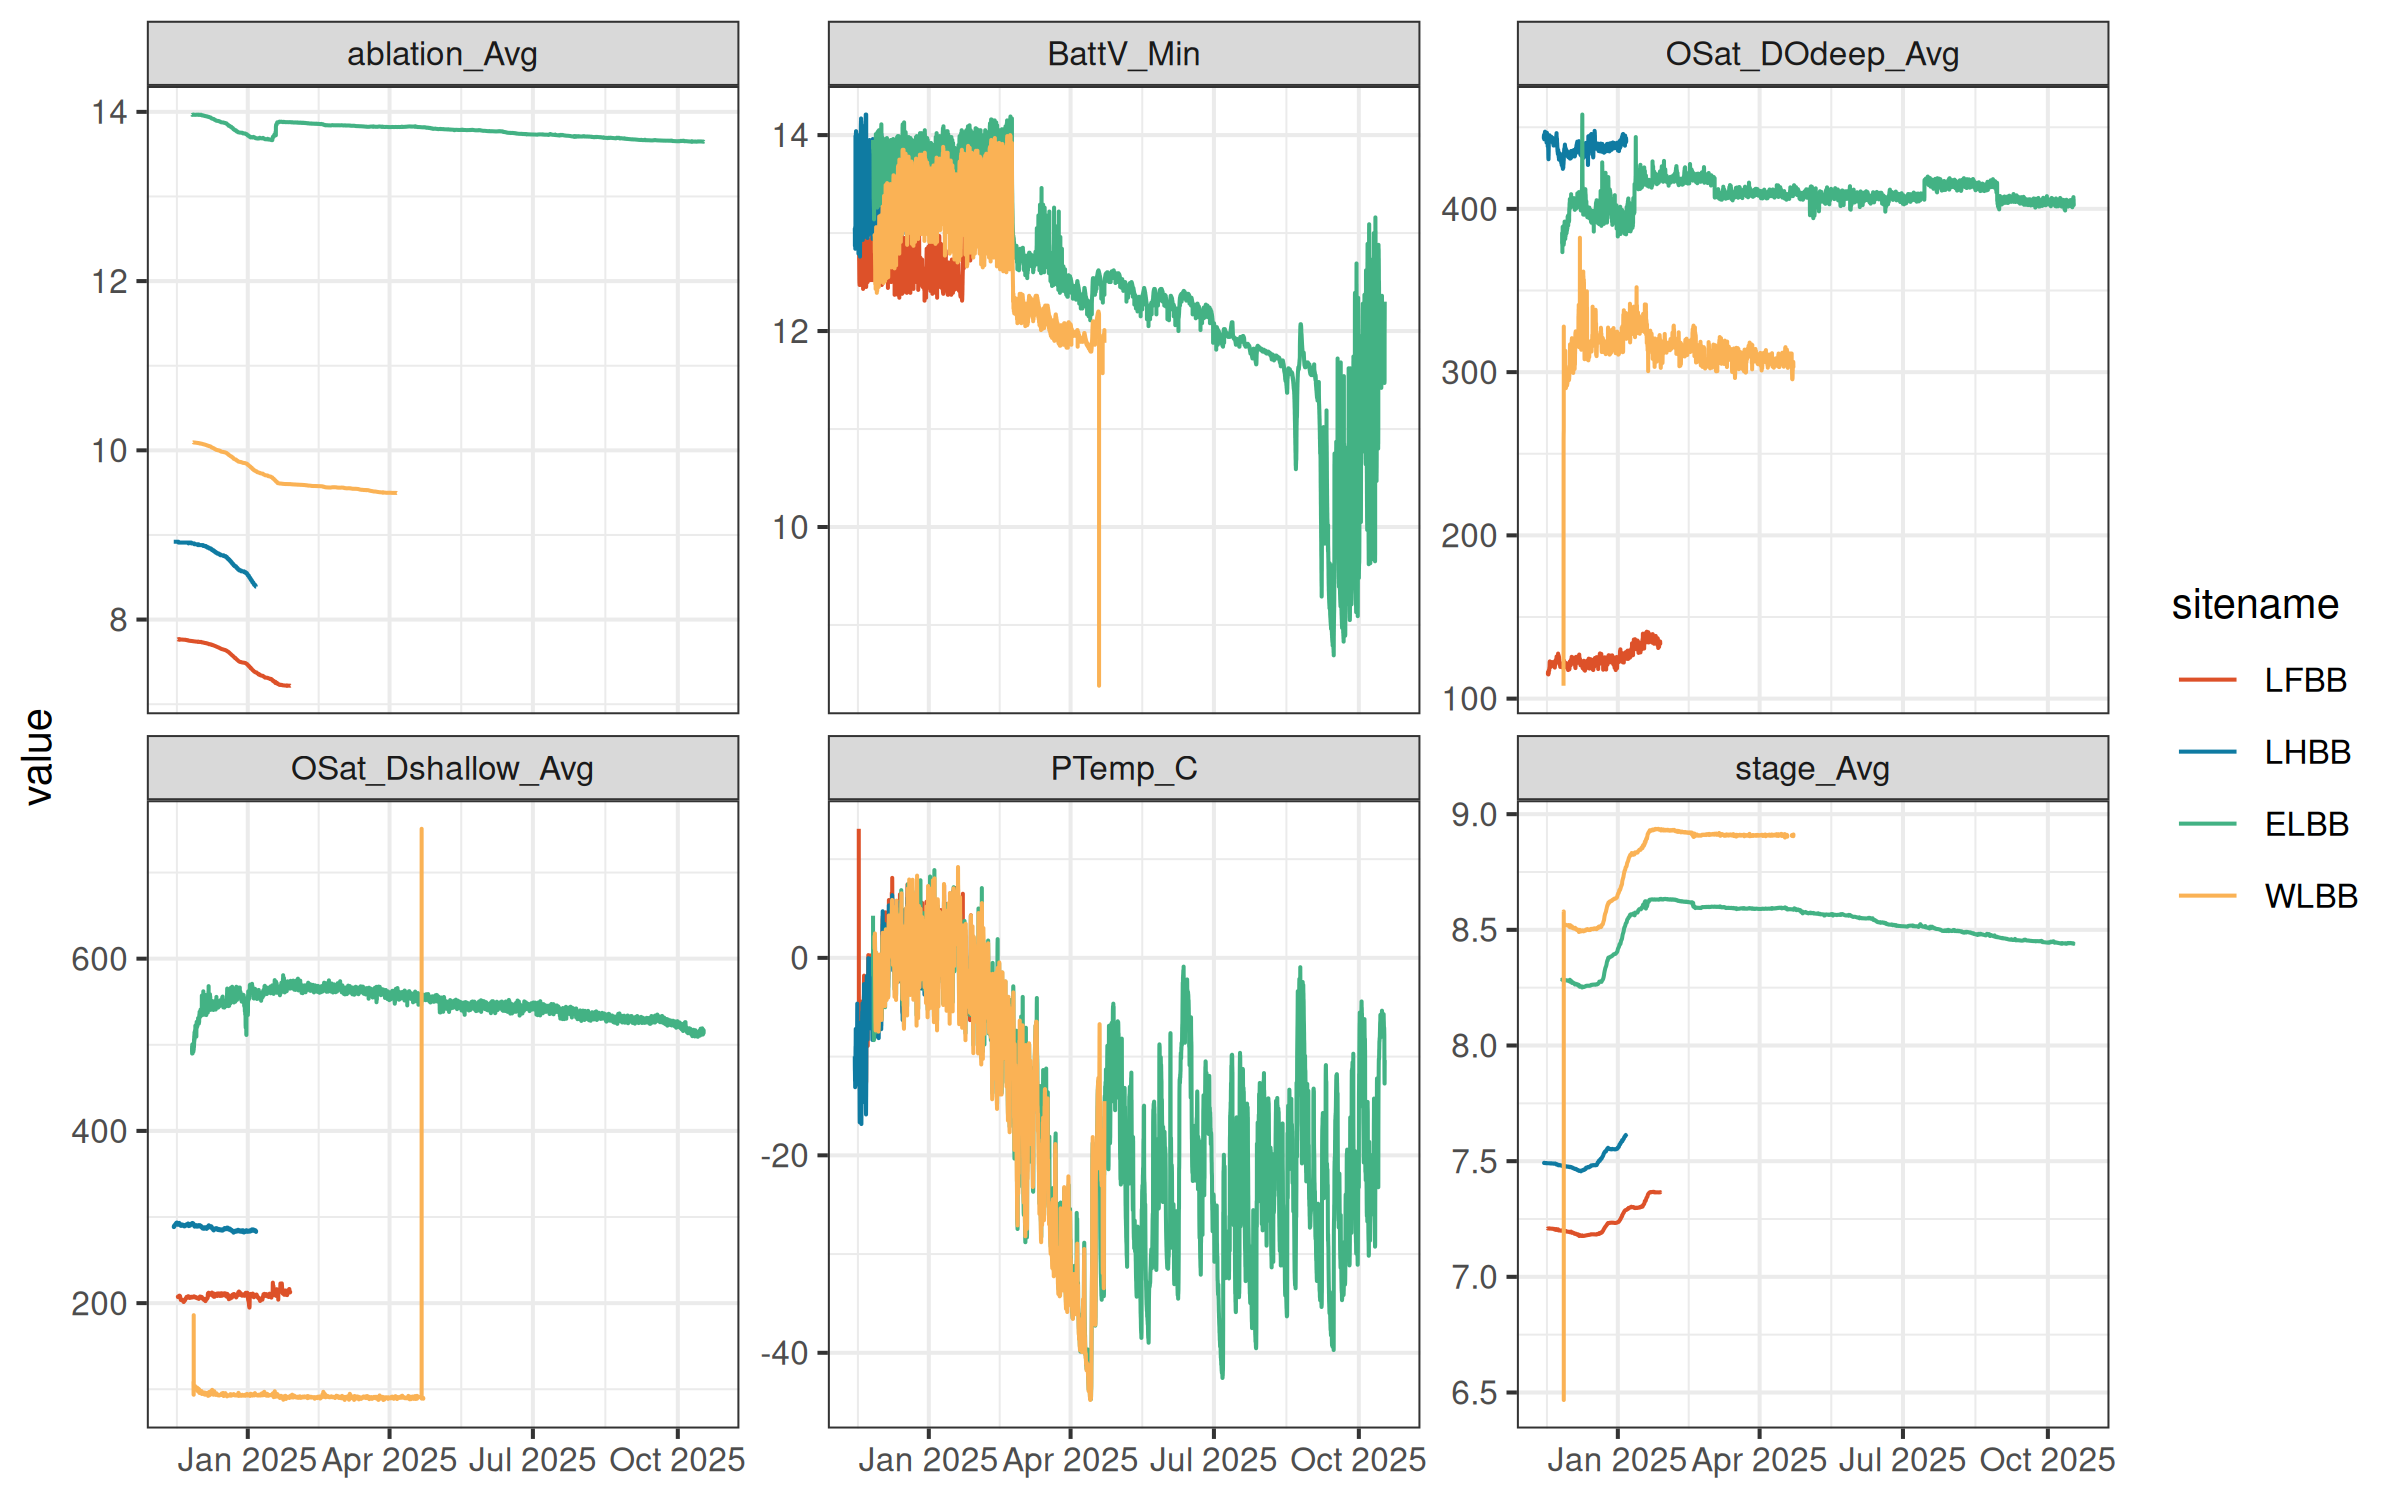 ablation_Avg BattV_Min OSat_DOdeep_Avg
14
12
10
8
14
12
10
400
300
200
100
OSat_Dshallow_Avg PTemp_C stage_Avg
600
400
200
0
-20
-40
9.0
8.5
8.0
7.5
7.0
6.5
Jan 2025 Apr 2025 Jul 2025 Oct 2025
Jan 2025 Apr 2025 Jul 2025 Oct 2025
Jan 2025 Apr 2025 Jul 2025 Oct 2025
value
sitename
LFBB
LHBB
ELBB
WLBB